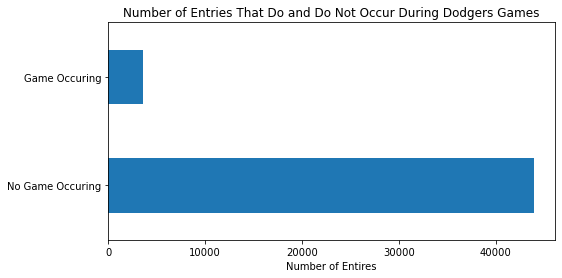 Number of Entries That Do and Do Not Occur During Dodgers Games
Game Occuring
No Game Occuring
0 10000 20000 30000 40000
Number of Entires